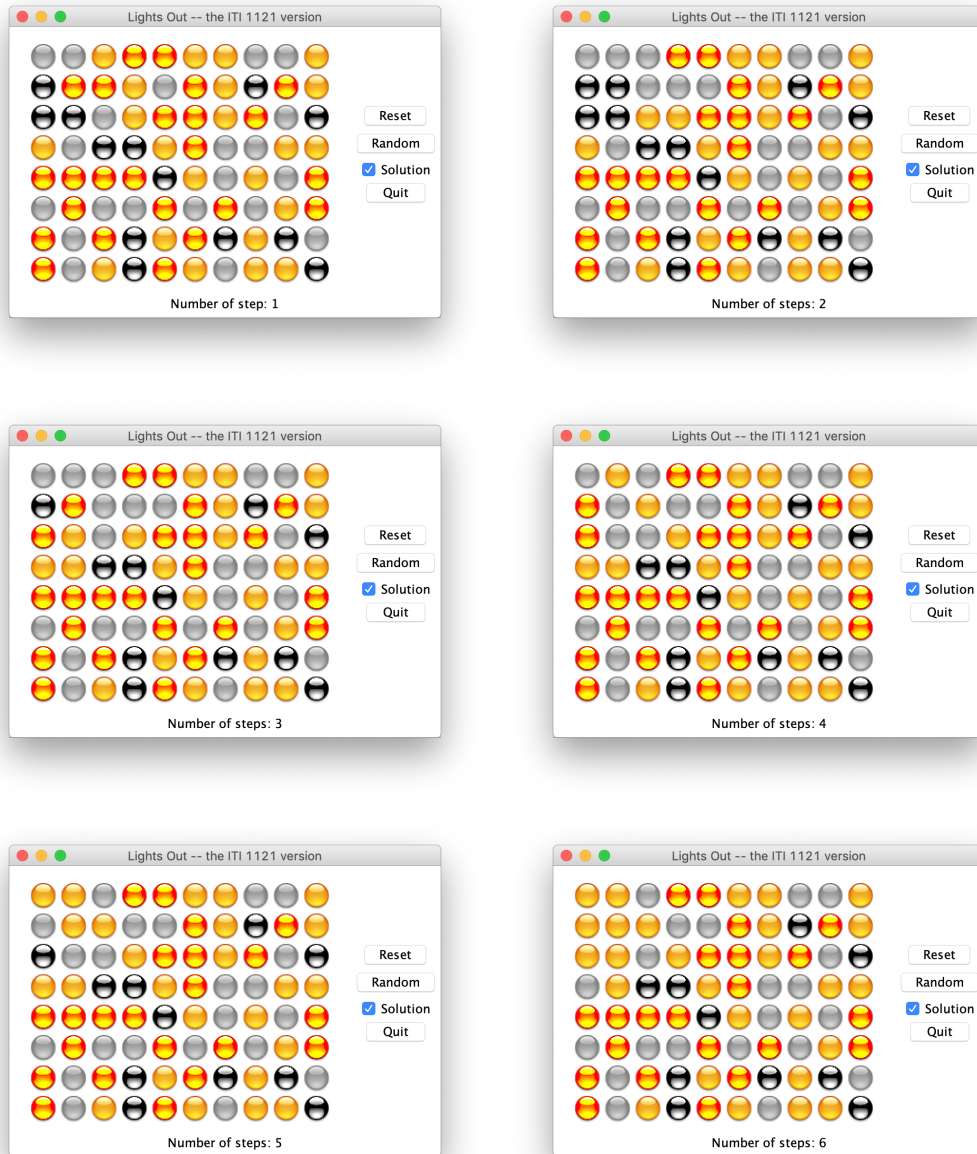 Lights Out -- the ITI 1121 version
Reset
Random
Solution
Quit
Number of step: 1
Lights Out -- the ITI 1121 version
Reset
Random
Solution
Quit
Number of steps: 2
Lights Out -- the ITI 1121 version
Reset
Random
Solution
Quit
Number of steps: 3
Lights Out -- the ITI 1121 version
Reset
Random
Solution
Quit
Number of steps: 4
Lights Out -- the ITI 1121 version
Reset
Random
Solution
Quit
Number of steps: 5
Lights Out -- the ITI 1121 version
Reset
Random
Solution
Quit
Number of steps: 6